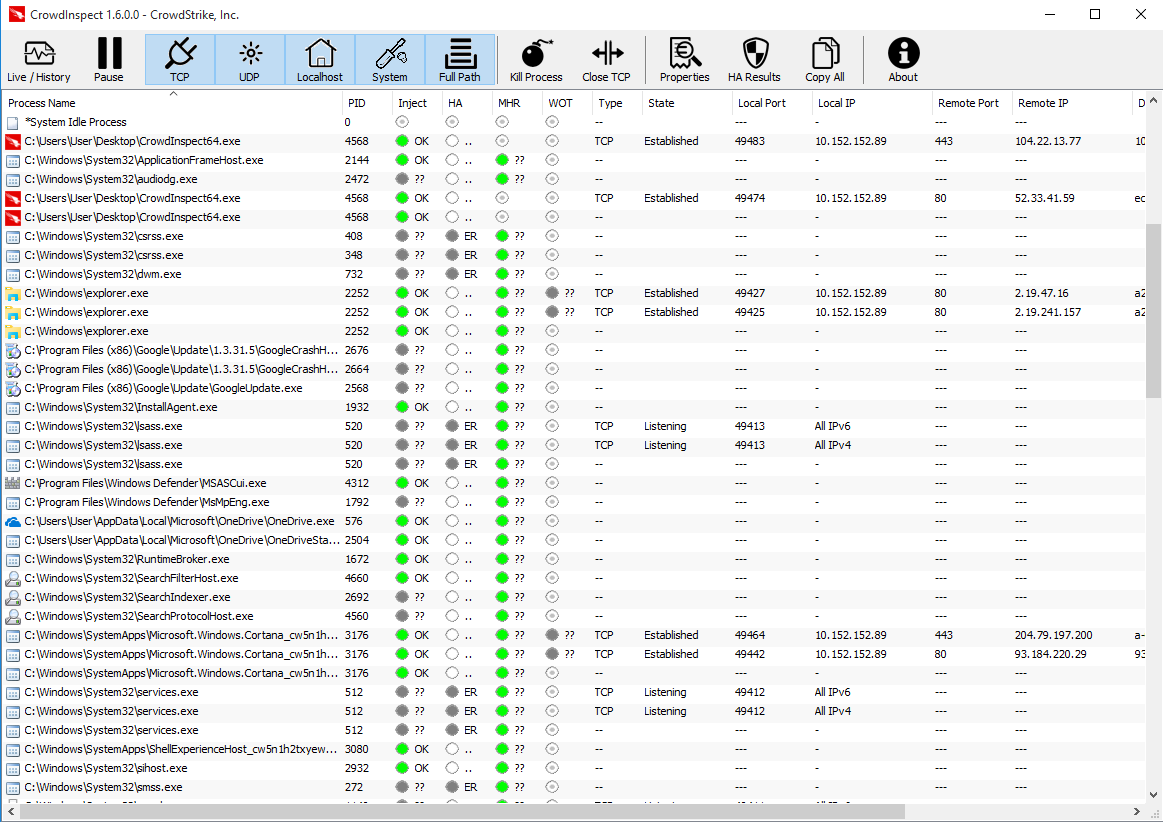 CrowdInspect 1.6.0.0 - CrowdStrike, Inc.
Live / History Pause TCP UDP Localhost System Full Path Kill Process Close TCP Properties HA Results Copy All About
Process Name PID Inject HA MHR WOT Type State Local Port Local IP Remote Port Remote IP D
*System Idle Process 0 -- --- - --- ---
C:\Users\User\Desktop\CrowdInspect64.exe 4568 OK .. TCP Established 49483 10.152.152.89 443 104.22.13.77 10
C:\Windows\System32\ApplicationFrameHost.exe 2144 OK .. ?? -- --- - --- ---
C:\Windows\System32\audiodg.exe 2472 ?? .. ?? -- --- - --- ---
C:\Users\User\Desktop\CrowdInspect64.exe 4568 OK .. TCP Established 49474 10.152.152.89 80 52.33.41.59 ec
C:\Users\User\Desktop\CrowdInspect64.exe 4568 OK .. -- --- - --- ---
C:\Windows\System32\csrss.exe 408 ?? ER ?? -- --- - --- ---
C:\Windows\System32\csrss.exe 348 ?? ER ?? -- --- - --- ---
C:\Windows\System32\dwm.exe 732 ?? ER ?? -- --- - --- ---
C:\Windows\explorer.exe 2252 OK .. ?? ?? TCP Established 49427 10.152.152.89 80 2.19.47.16 a2
C:\Windows\explorer.exe 2252 OK .. ?? ?? TCP Established 49425 10.152.152.89 80 2.19.241.157 a2
C:\Windows\explorer.exe 2252 OK .. ?? -- --- - --- ---
C:\Program Files (x86)\Google\Update\1.3.31.5\GoogleCrashH... 2676 ?? .. ?? -- --- - --- ---
C:\Program Files (x86)\Google\Update\1.3.31.5\GoogleCrashH... 2664 ?? .. ?? -- --- - --- ---
C:\Program Files (x86)\Google\Update\GoogleUpdate.exe 2568 ?? .. ?? -- --- - --- ---
C:\Windows\System32\InstallAgent.exe 1932 OK .. ?? -- --- - --- ---
C:\Windows\System32\lsass.exe 520 ?? ER ?? TCP Listening 49413 All IPv6 --- ---
C:\Windows\System32\lsass.exe 520 ?? ER ?? TCP Listening 49413 All IPv4 --- ---
C:\Windows\System32\lsass.exe 520 ?? ER ?? -- --- - --- ---
C:\Program Files\Windows Defender\MSASCui.exe 4312 OK .. ?? -- --- - --- ---
C:\Program Files\Windows Defender\MsMpEng.exe 1792 ?? .. ?? -- --- - --- ---
C:\Users\User\AppData\Local\Microsoft\OneDrive\OneDrive.exe 576 OK .. ?? -- --- - --- ---
C:\Users\User\AppData\Local\Microsoft\OneDrive\OneDriveSta... 2504 OK .. ?? -- --- - --- ---
C:\Windows\System32\RuntimeBroker.exe 1672 OK .. ?? -- --- - --- ---
C:\Windows\System32\SearchFilterHost.exe 4660 OK .. ?? -- --- - --- ---
C:\Windows\System32\SearchIndexer.exe 2692 ?? .. ?? -- --- - --- ---
C:\Windows\System32\SearchProtocolHost.exe 4560 ?? .. ?? -- --- - --- ---
C:\Windows\SystemApps\Microsoft.Windows.Cortana_cw5n1h... 3176 OK .. ?? ?? TCP Established 49464 10.152.152.89 443 204.79.197.200 a-
C:\Windows\SystemApps\Microsoft.Windows.Cortana_cw5n1h... 3176 OK .. ?? ?? TCP Established 49442 10.152.152.89 80 93.184.220.29 93
C:\Windows\SystemApps\Microsoft.Windows.Cortana_cw5n1h... 3176 OK .. ?? -- --- - --- ---
C:\Windows\System32\services.exe 512 ?? ER ?? TCP Listening 49412 All IPv6 --- ---
C:\Windows\System32\services.exe 512 ?? ER ?? TCP Listening 49412 All IPv4 --- ---
C:\Windows\System32\services.exe 512 ?? ER ?? -- --- - --- ---
C:\Windows\SystemApps\ShellExperienceHost_cw5n1h2txyew... 3080 OK .. ?? -- --- - --- ---
C:\Windows\System32\sihost.exe 2932 OK .. ?? -- --- - --- ---
C:\Windows\System32\smss.exe 272 ?? ER ?? -- --- - --- ---